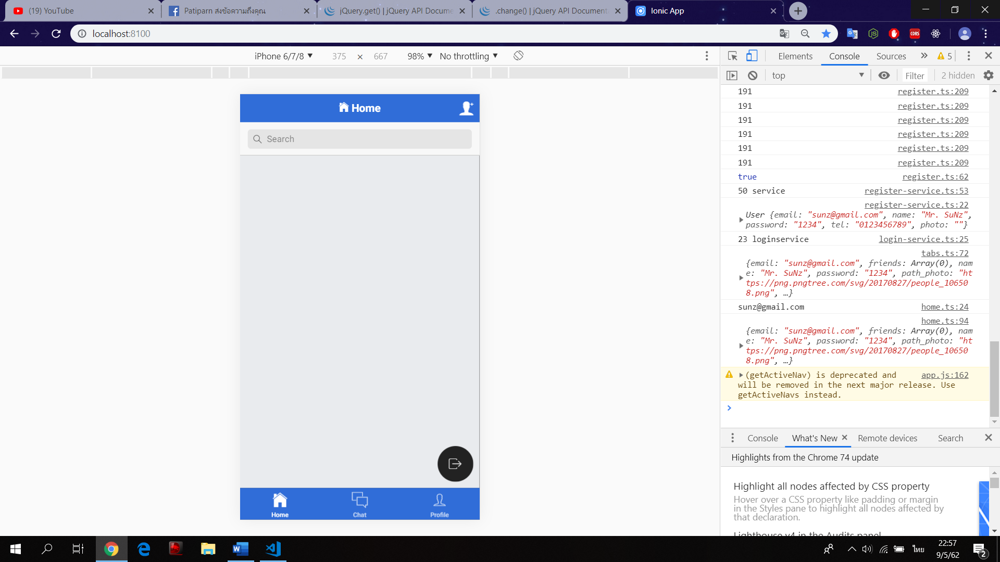 (19) YouTube
Patiparn ส่งข้อความถึงคุณ
jQuery.get() | jQuery API Docume
.change() | jQuery API Document
Ionic App
localhost:8100
iPhone 6/7/8 ▼ 375 × 667 98% ▼ No throttling ▼
Elements Console Sources » 5
top ▼ Filter 2 hidden
Home
Search
Home Chat Profile
191 register.ts:209
191 register.ts:209
191 register.ts:209
191 register.ts:209
191 register.ts:209
191 register.ts:209
true register.ts:62
50 service register-service.ts:53
register-service.ts:22
User {email: "sunz@gmail.com", name: "Mr. SuNz",
password: "1234", tel: "0123456789", photo: ""}
23 loginservice login-service.ts:25
tabs.ts:72
{email: "sunz@gmail.com", friends: Array(0), nam
e: "Mr. SuNz", password: "1234", path_photo: "ht
tps://png.pngtree.com/svg/20170827/people_10650
8.png", …}
sunz@gmail.com home.ts:24
home.ts:94
{email: "sunz@gmail.com", friends: Array(0), nam
e: "Mr. SuNz", password: "1234", path_photo: "ht
tps://png.pngtree.com/svg/20170827/people_10650
8.png", …}
(getActiveNav) is deprecated and app.js:162
will be removed in the next major release. Use
getActiveNavs instead.
Console What's New Remote devices Search
Highlights from the Chrome 74 update
Highlight all nodes affected by CSS property
Hover over a CSS property like padding or margin
in the Styles pane to highlight all nodes affected by
that declaration.
Lighthouse v4 in the Audits panel
ไทย
22:57
9/5/62
2